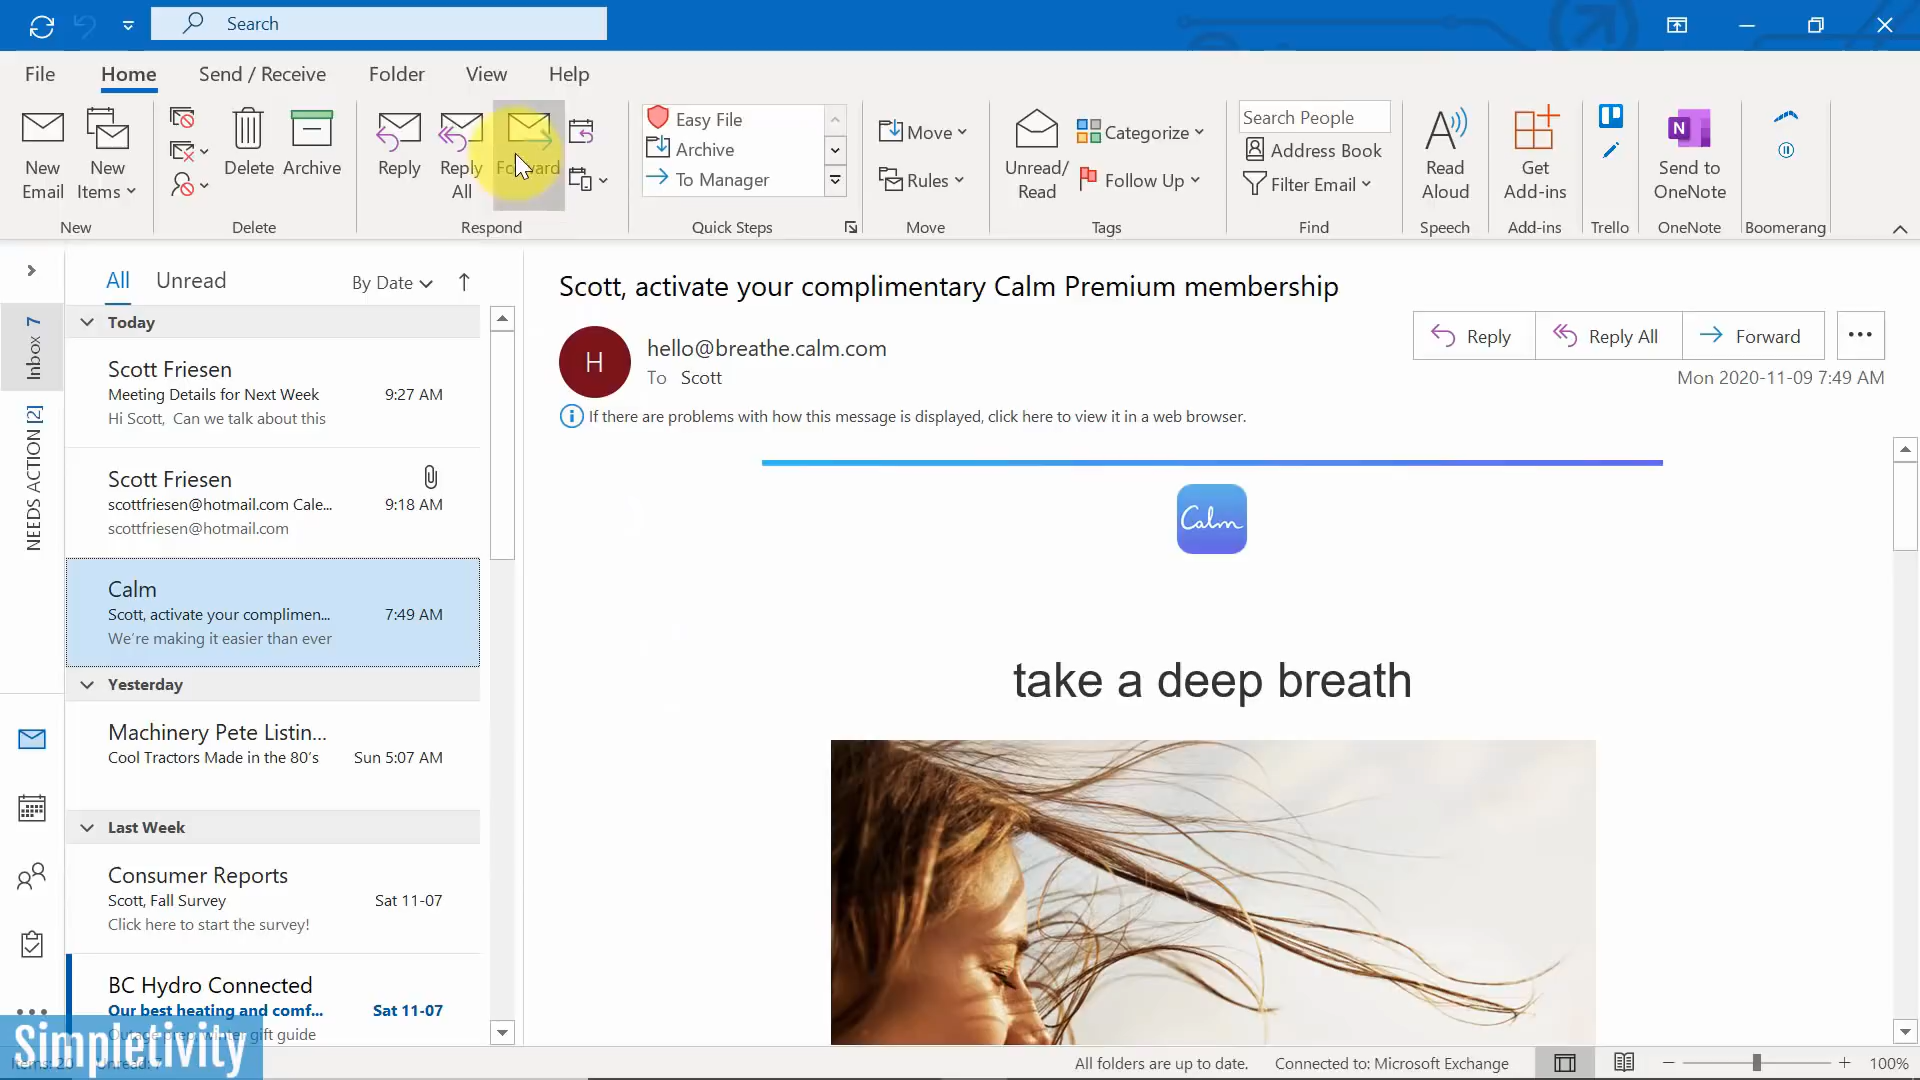 Search
File Home Send / Receive Folder View Help
New Email
New Items
Delete
Archive
Reply
Reply All
Forward
Easy File
Archive
To Manager
Move
Rules
Unread/ Read
Categorize
Follow Up
Search People
Address Book
Filter Email
A))
Read Aloud
Get Add-ins
N
Send to OneNote
New Delete Respond Quick Steps Move Tags Find Speech Add-ins Trello OneNote Boomerang
Inbox 7
NEEDS ACTION [2]
All Unread By Date
Today
Scott Friesen
Meeting Details for Next Week 9:27 AM
Hi Scott, Can we talk about this
Scott Friesen
scottfriesen@hotmail.com Cale... 9:18 AM
scottfriesen@hotmail.com
Calm
Scott, activate your complimen... 7:49 AM
We're making it easier than ever
Yesterday
Machinery Pete Listin...
Cool Tractors Made in the 80's Sun 5:07 AM
Last Week
Consumer Reports
Scott, Fall Survey Sat 11-07
Click here to start the survey!
BC Hydro Connected
Our best heating and comf... Sat 11-07
Outage prep, winter gift guide
Scott, activate your complimentary Calm Premium membership
H
hello@breathe.calm.com
To Scott
Reply Reply All Forward ...
Mon 2020-11-09 7:49 AM
If there are problems with how this message is displayed, click here to view it in a web browser.
Calm
take a deep breath
Simpletivity
Items: 20 Unread: 7
All folders are up to date. Connected to: Microsoft Exchange 100%